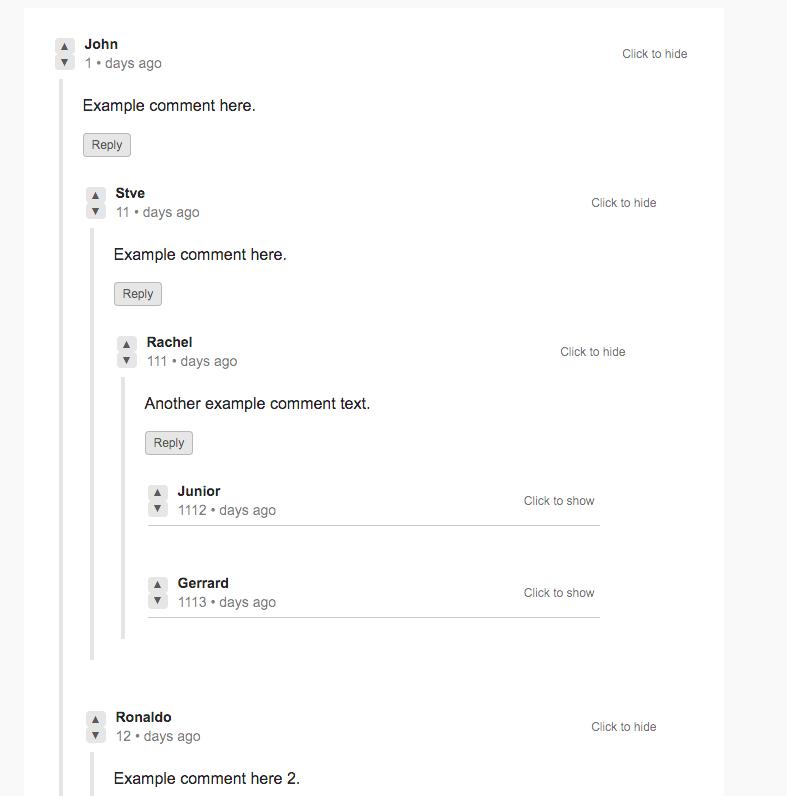 John
Click to hide
1 • days ago
Example comment here.
Reply
Stve
Click to hide
11 • days ago
Example comment here.
Reply
Rachel
Click to hide
111 • days ago
Another example comment text.
Reply
Junior
Click to show
1112 • days ago
Gerrard
Click to show
1113 • days ago
Ronaldo
Click to hide
12 • days ago
Example comment here 2.